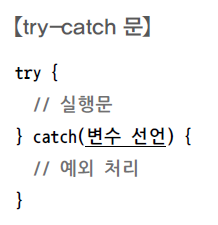 【try-catch 문】
try {
// 실행문
} catch(변수 선언) {
// 예외 처리
}